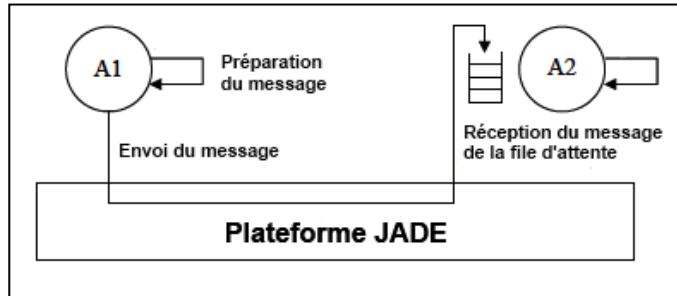 A1
Préparation
du message
A2
Envoi du message
Réception du message
de la file d'attente
Plateforme JADE